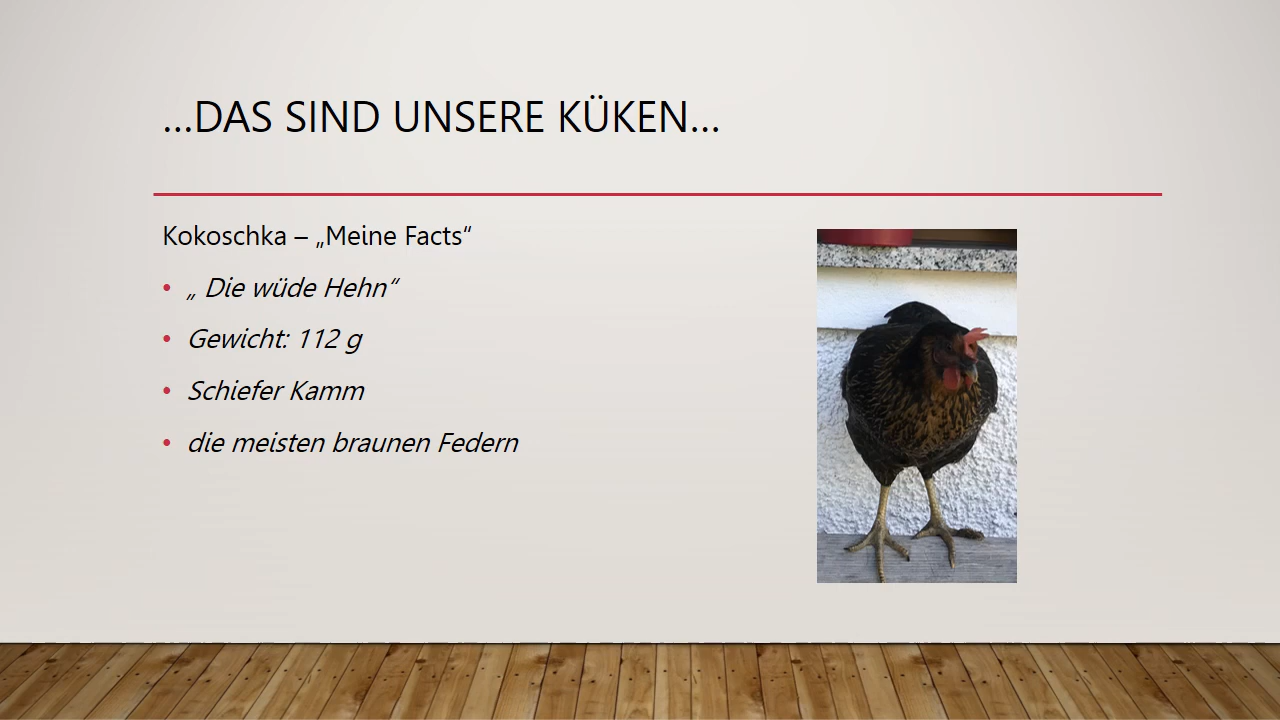 ...DAS SIND UNSERE KÜKEN...
Kokoschka – „Meine Facts“
• „ Die wüde Hehn“
• Gewicht: 112 g
• Schiefer Kamm
• die meisten braunen Federn